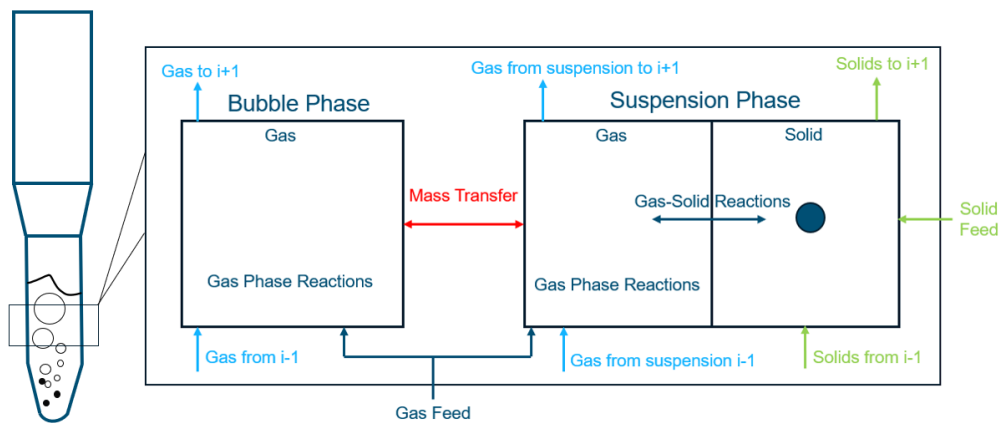 Gas to i+1
Gas from suspension to i+1
Solids to i+1
Bubble Phase
Suspension Phase
Gas
Gas
Solid
Mass Transfer
Gas-Solid Reactions
Solid
Feed
Gas Phase Reactions
Gas Phase Reactions
Gas from i-1
Gas from suspension i-1
Solids from i-1
Gas Feed